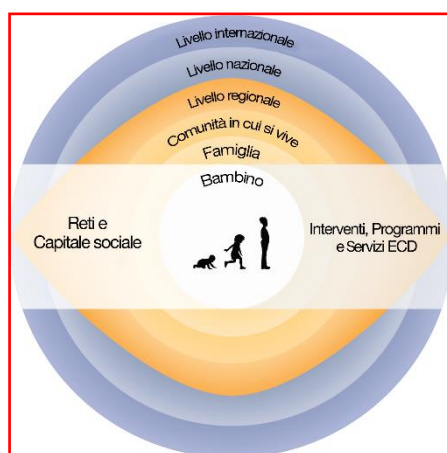 Livello internazionale
Livello nazionale
Livello regionale
Comunità in cui si vive
Famiglia
Bambino
Reti e
Capitale sociale
Interventi, Programmi
e Servizi ECD